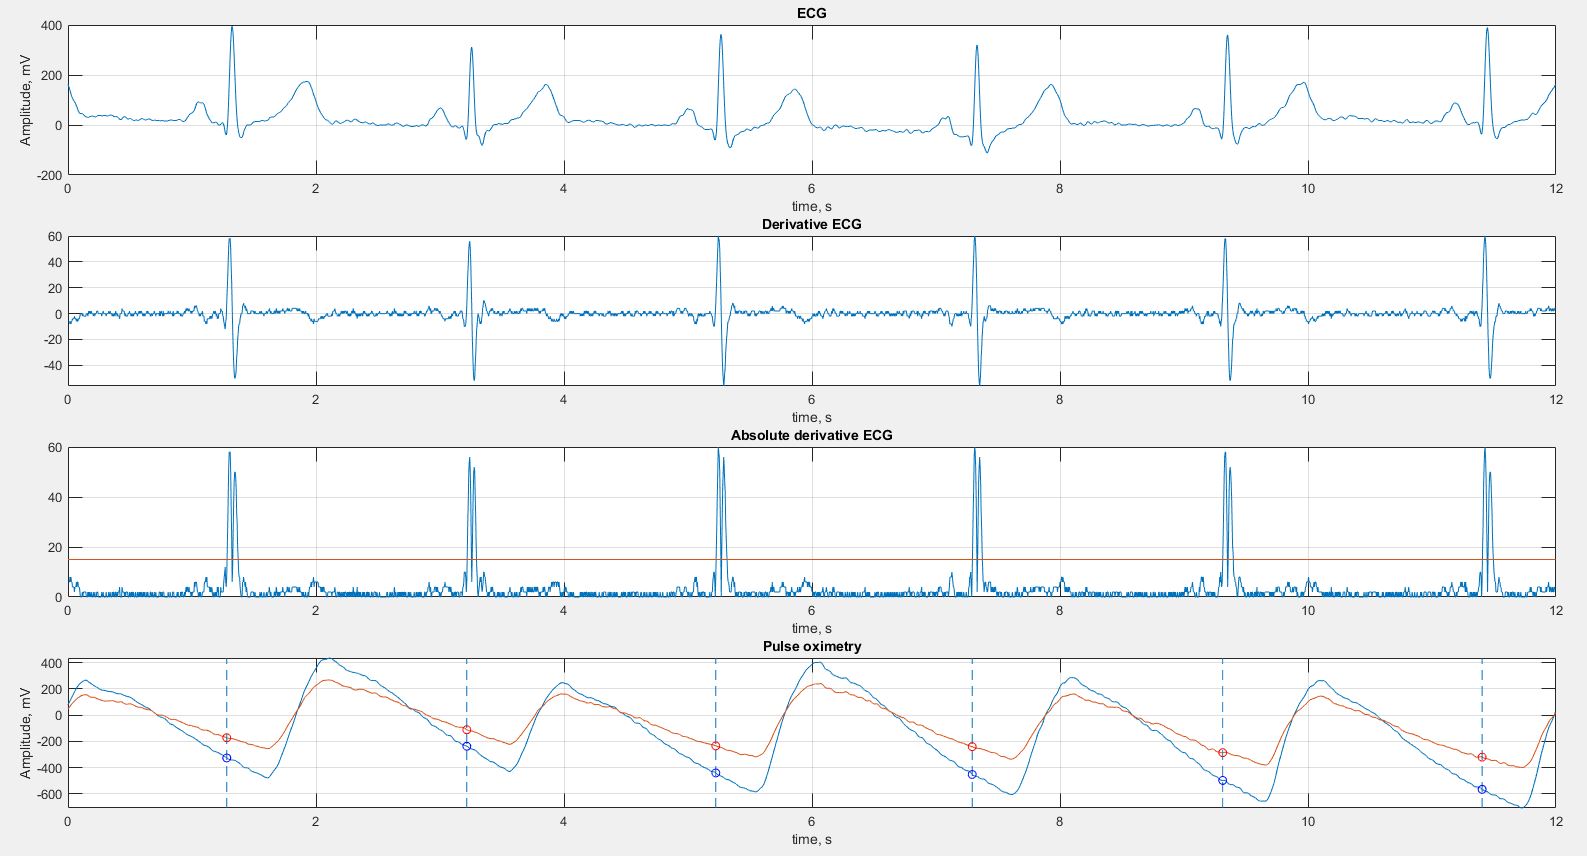 ECG
400
200
0
-200
Amplitude, mV
0 2 4 6 8 10 12
time, s
Derivative ECG
60
40
20
0
-20
-40
0 2 4 6 8 10 12
time, s
Absolute derivative ECG
60
40
20
0
0 2 4 6 8 10 12
time, s
Pulse oximetry
400
200
0
-200
-400
-600
Amplitude, mV
0 2 4 6 8 10 12
time, s